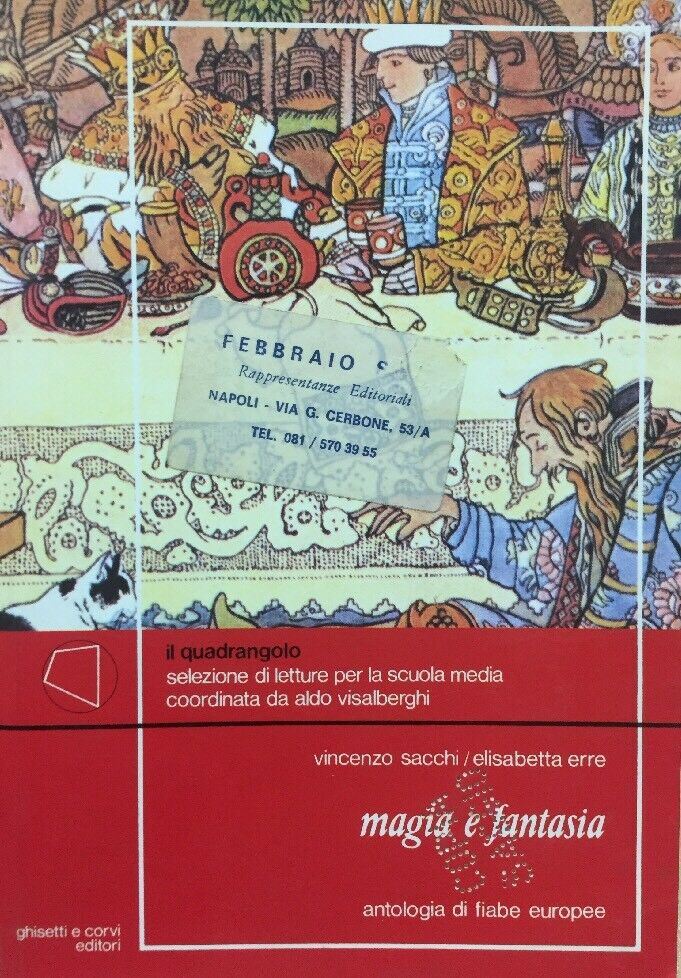 FEBBRAIO S
Rappresentanze Editoriali
NAPOLI - VIA G. CERBONE, 53/A
TEL. 081 / 570 39 55
il quadrangolo
selezione di letture per la scuola media
coordinata da aldo visalberghi
vincenzo sacchi/elisabetta erre
magia e fantasia
antologia di fiabe europee
ghisetti e corvi
editori